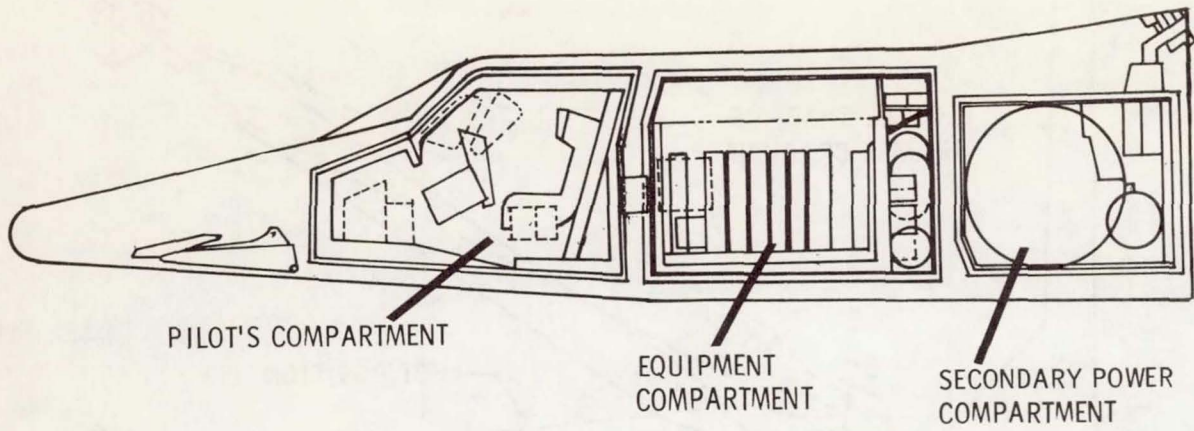 PILOT'S COMPARTMENT
EQUIPMENT
COMPARTMENT
SECONDARY POWER
COMPARTMENT